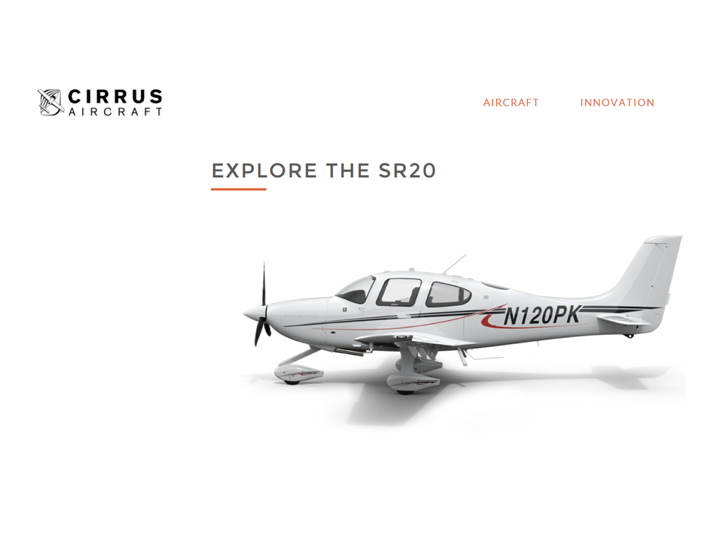 CIRRUS
AIRCRAFT
AIRCRAFT
INNOVATION
EXPLORE THE SR20
N120PK